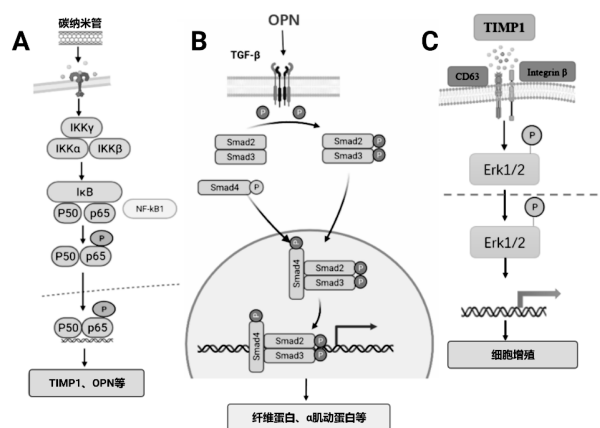 A
碳纳米管
IKKγ
IKKα
IKKβ
IκB
P50
p65
NF-kB1
P
P50
p65
P
P50
p65
TIMP1、OPN等
B
OPN
TGF-β
P
P
Smad2
Smad3
Smad2
P
Smad3
P
Smad4
P
P
Smad4
Smad2
P
Smad3
P
P
Smad4
Smad2
P
Smad3
P
纤维蛋白、α肌动蛋白等
C
TIMP1
CD63
Integrin β
P
Erk1/2
P
Erk1/2
细胞增殖